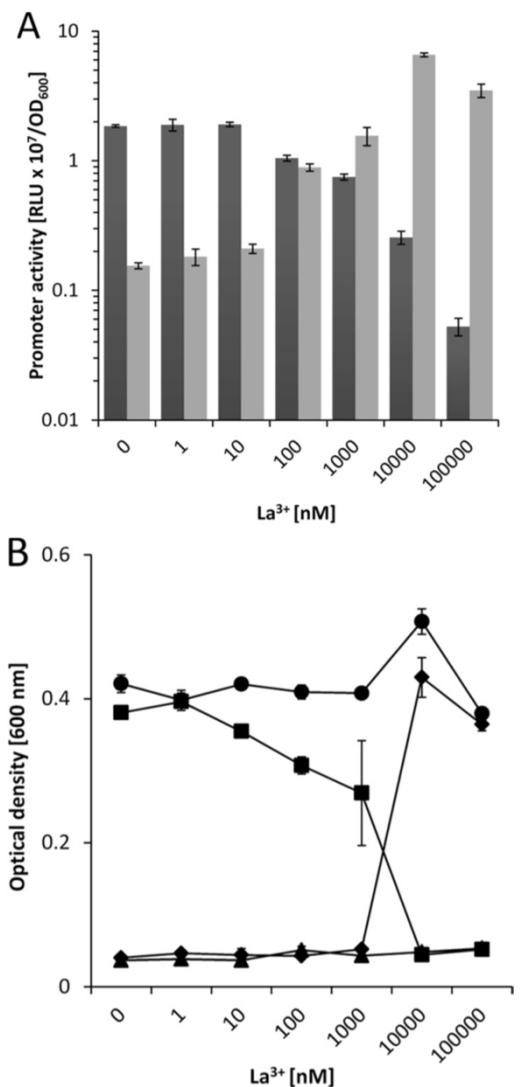 A
Promoter activity [RLU x 10⁷/OD₆₀₀]
10
1
0.1
0.01
0 1 10 100 1000 10000 100000
La³⁺ [nM]
B
Optical density [600 nm]
0.6
0.4
0.2
0
0 1 10 100 1000 10000 100000
La³⁺ [nM]